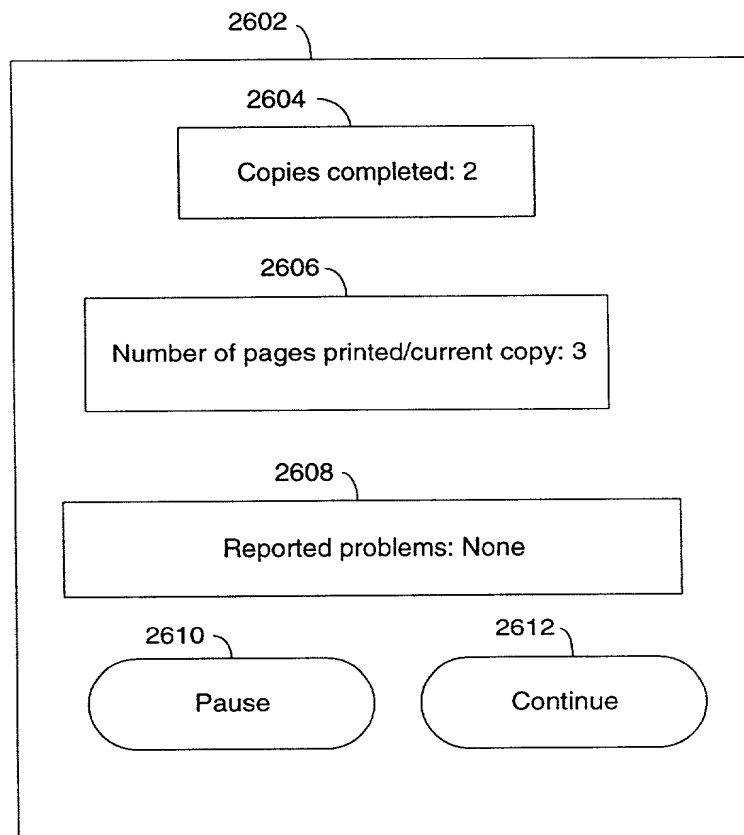 2602
2604
Copies completed: 2
2606
Number of pages printed/current copy: 3
2608
Reported problems: None
2610
2612
Pause
Continue